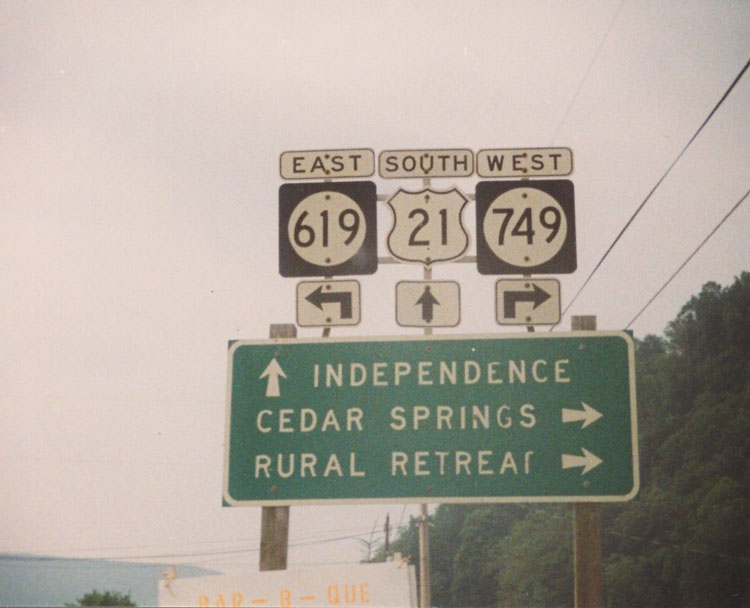 EAST SOUTH WEST
619 21 749
INDEPENDENCE
CEDAR SPRINGS
RURAL RETREAT
BAR-B-QUE